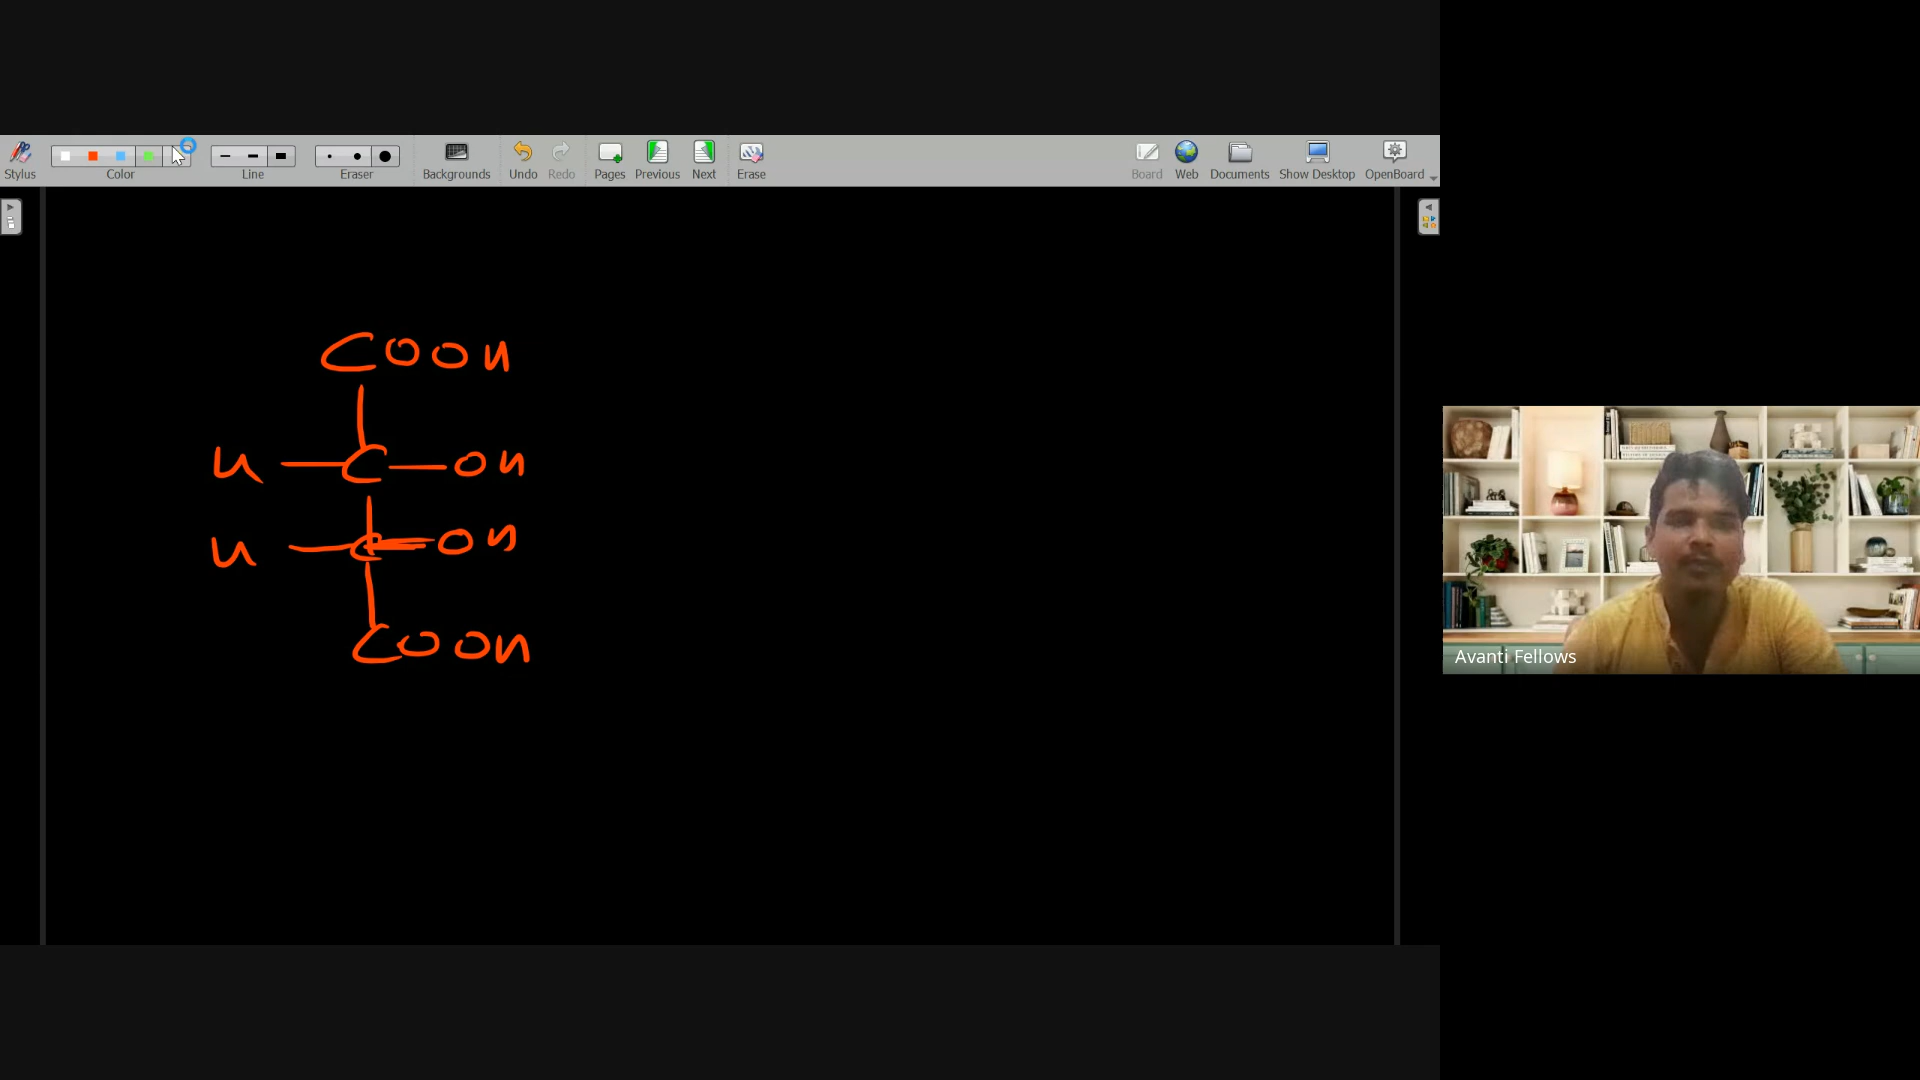 Stylus Color Line Eraser Backgrounds Undo Redo Pages Previous Next Erase Board Web Documents Show Desktop OpenBoard
COOH
H — C — OH
H — C — OH
COOH
Avanti Fellows